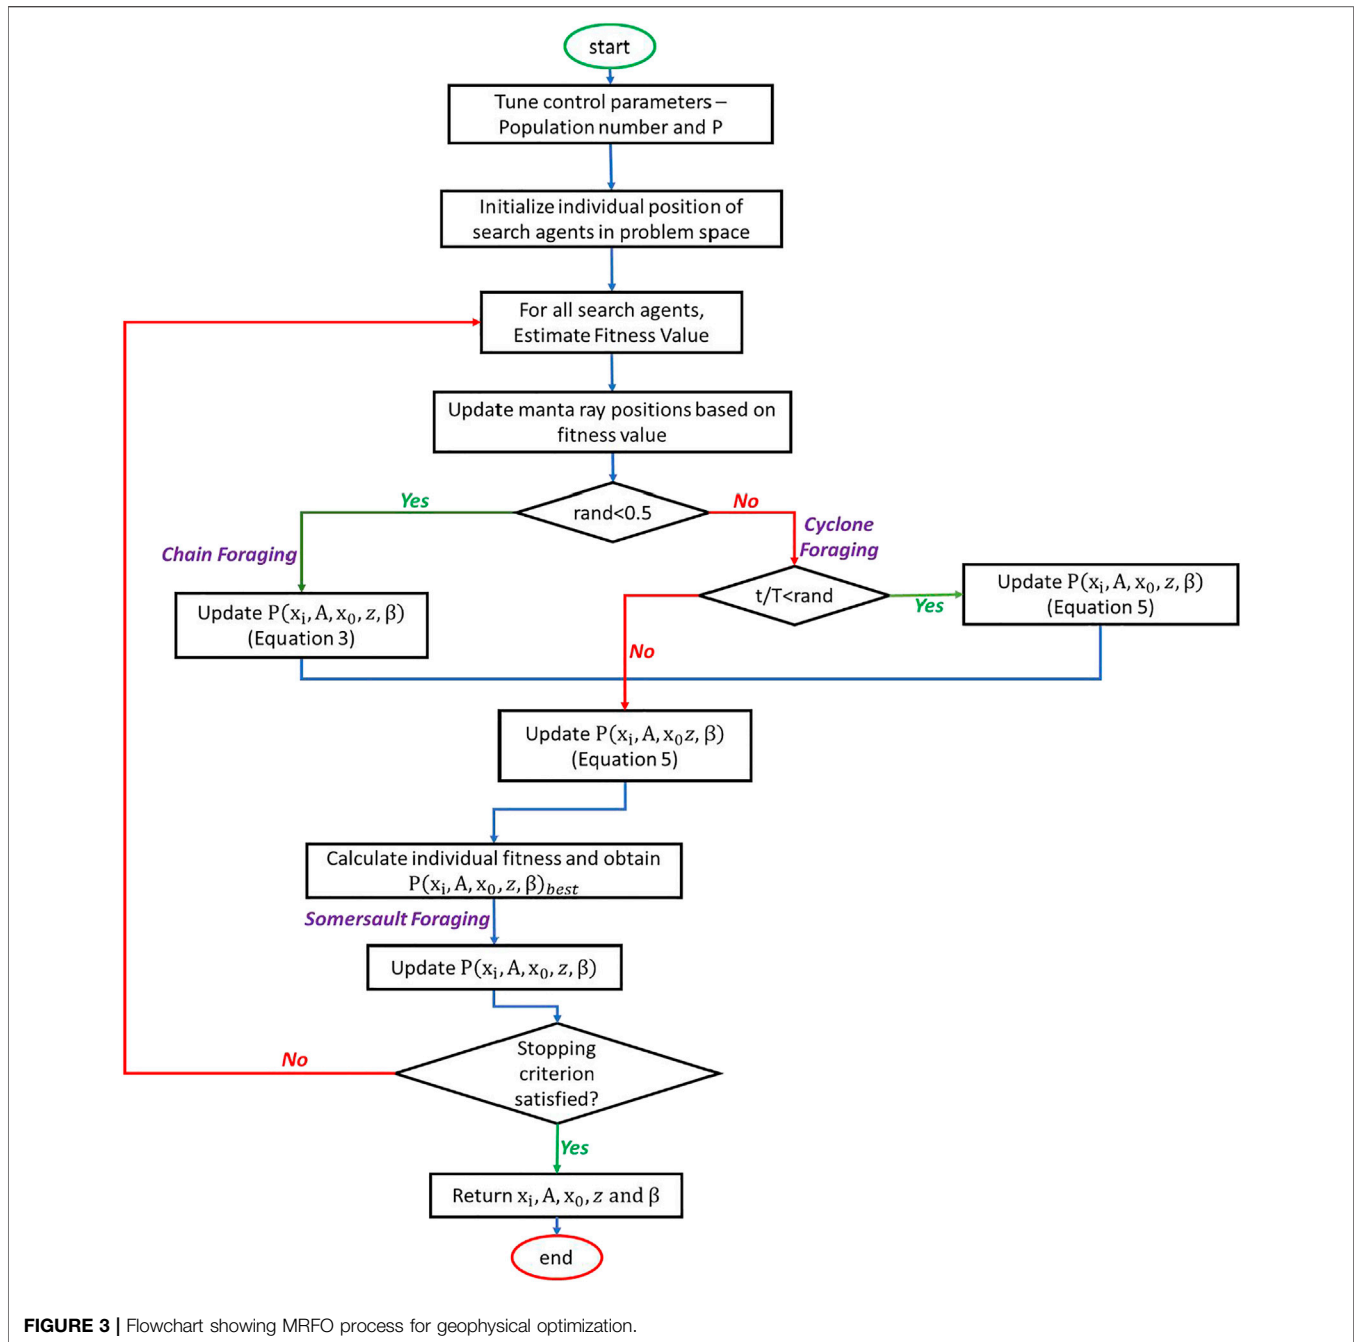 start
Tune control parameters –
Population number and P
Initialize individual position of
search agents in problem space
For all search agents,
Estimate Fitness Value
Update manta ray positions based on
fitness value
rand<0.5
Yes
No
Chain Foraging
Cyclone
Foraging
Update P(xᵢ, A, x₀, z, β)
(Equation 3)
t/T<rand
Yes
No
Update P(xᵢ, A, x₀, z, β)
(Equation 5)
Update P(xᵢ, A, x₀z, β)
(Equation 5)
Calculate individual fitness and obtain
P(xᵢ, A, x₀, z, β)best
Somersault Foraging
Update P(xᵢ, A, x₀, z, β)
Stopping
criterion
satisfied?
No
Yes
Return xᵢ, A, x₀, z and β
end
FIGURE 3 | Flowchart showing MRFO process for geophysical optimization.